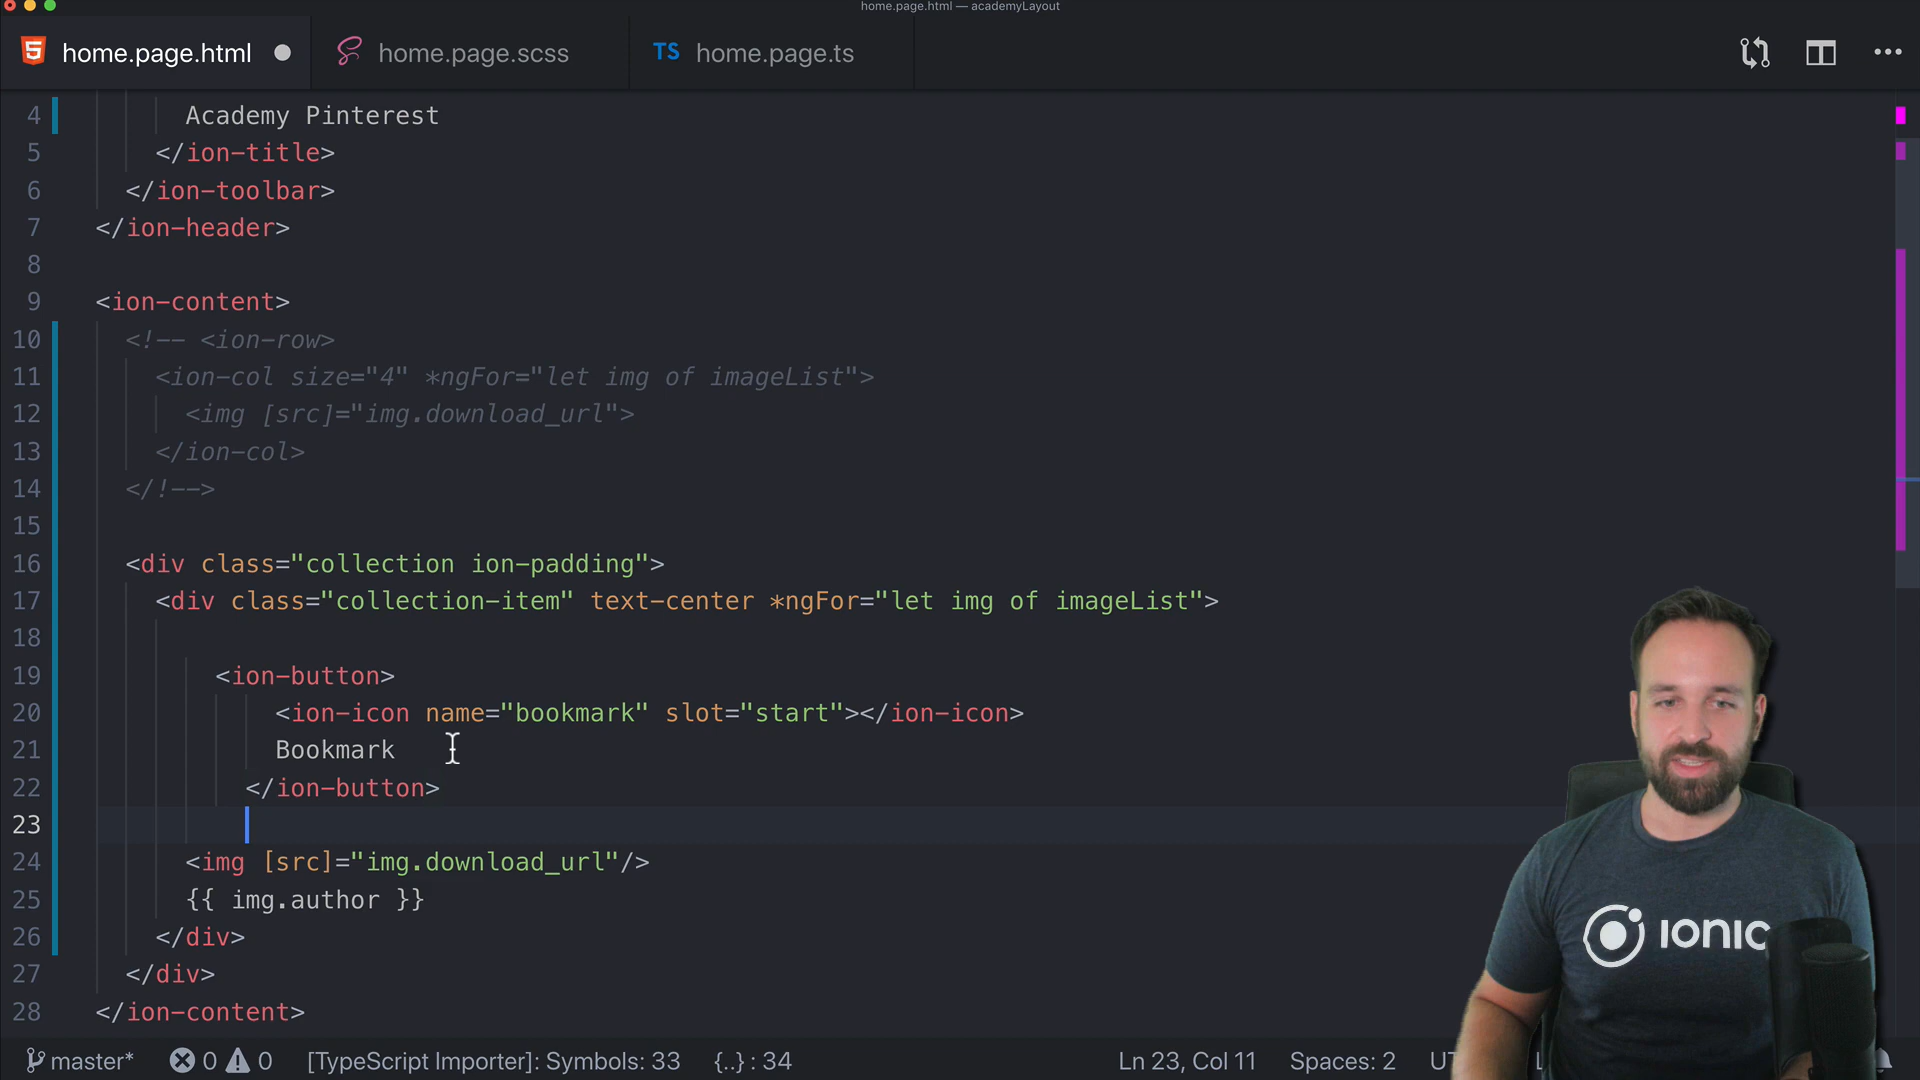 home.page.html — academyLayout
home.page.html
home.page.scss
TS home.page.ts
4 Academy Pinterest
5 </ion-title>
6 </ion-toolbar>
7 </ion-header>
8
9 <ion-content>
10 <!-- <ion-row>
11 <ion-col size="4" *ngFor="let img of imageList">
12 <img [src]="img.download_url">
13 </ion-col>
14 </!-->
15
16 <div class="collection ion-padding">
17 <div class="collection-item" text-center *ngFor="let img of imageList">
18
19 <ion-button>
20 <ion-icon name="bookmark" slot="start"></ion-icon>
21 Bookmark
22 </ion-button>
23
24 <img [src]="img.download_url"/>
25 {{ img.author }}
26 </div>
27 </div>
28 </ion-content>
IONIC
master* 0 0 [TypeScript Importer]: Symbols: 33 {..} : 34 Ln 23, Col 11 Spaces: 2